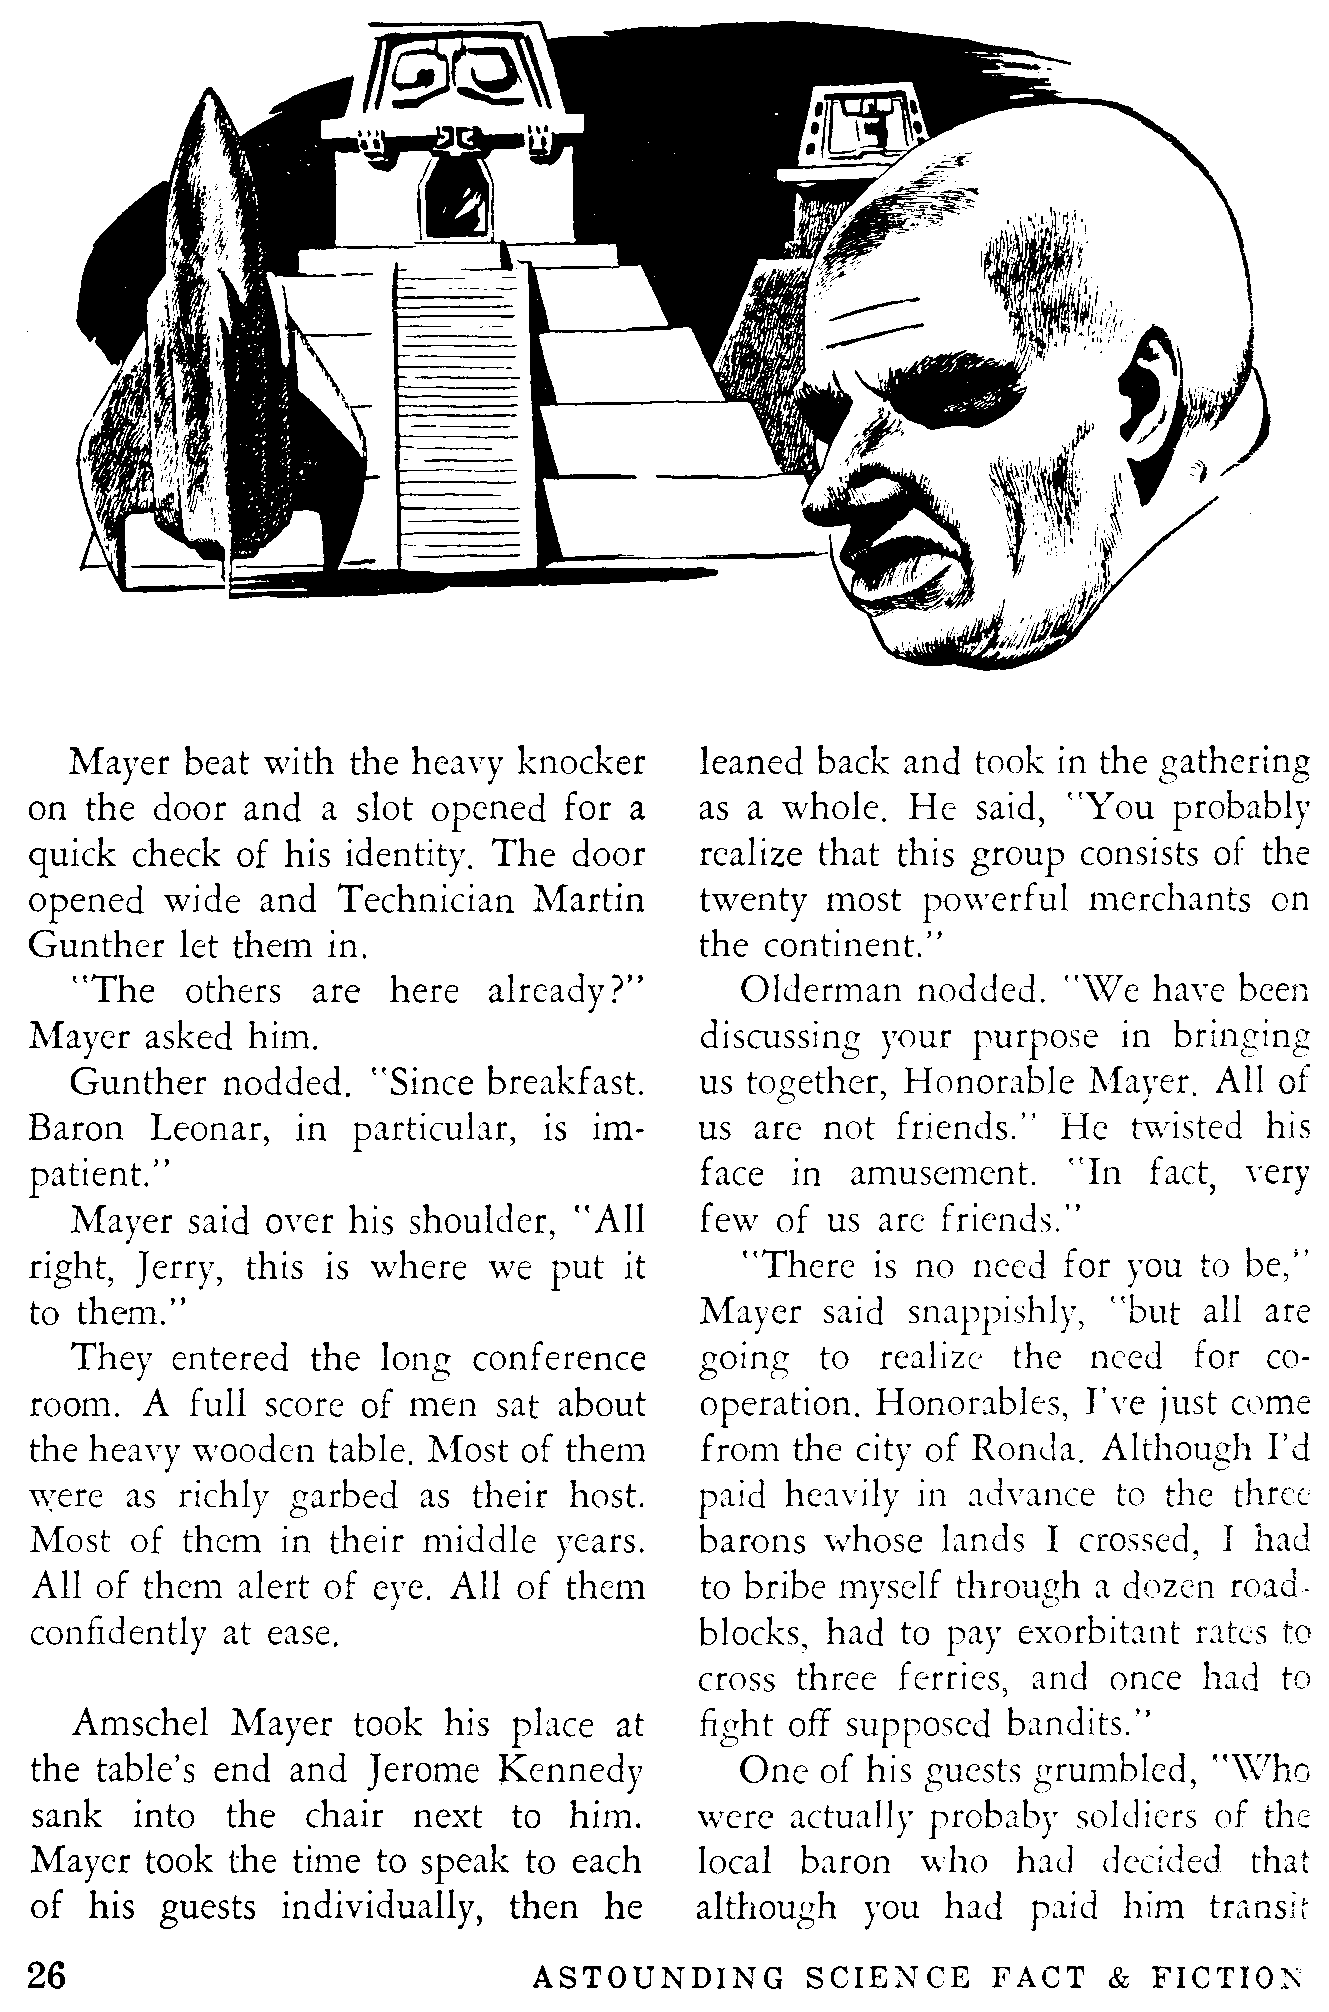 Mayer beat with the heavy knocker
on the door and a slot opened for a
quick check of his identity. The door
opened wide and Technician Martin
Gunther let them in.
"The others are here already?"
Mayer asked him.
Gunther nodded. "Since breakfast.
Baron Leonar, in particular, is im-
patient."
Mayer said over his shoulder, "All
right, Jerry, this is where we put it
to them."
They entered the long conference
room. A full score of men sat about
the heavy wooden table. Most of them
were as richly garbed as their host.
Most of them in their middle years.
All of them alert of eye. All of them
confidently at ease.
Amschel Mayer took his place at
the table's end and Jerome Kennedy
sank into the chair next to him.
Mayer took the time to speak to each
of his guests individually, then he
leaned back and took in the gathering
as a whole. He said, "You probably
realize that this group consists of the
twenty most powerful merchants on
the continent."
Olderman nodded. "We have been
discussing your purpose in bringing
us together, Honorable Mayer. All of
us are not friends." He twisted his
face in amusement. "In fact, very
few of us are friends."
"There is no need for you to be,"
Mayer said snappishly, "but all are
going to realize the need for co-
operation. Honorables, I've just come
from the city of Ronda. Although I'd
paid heavily in advance to the three
barons whose lands I crossed, I had
to bribe myself through a dozen road-
blocks, had to pay exorbitant rates to
cross three ferries, and once had to
fight off supposed bandits."
One of his guests grumbled, "Who
were actually probaby soldiers of the
local baron who had decided that
although you had paid him transit
26 ASTOUNDING SCIENCE FACT & FICTION